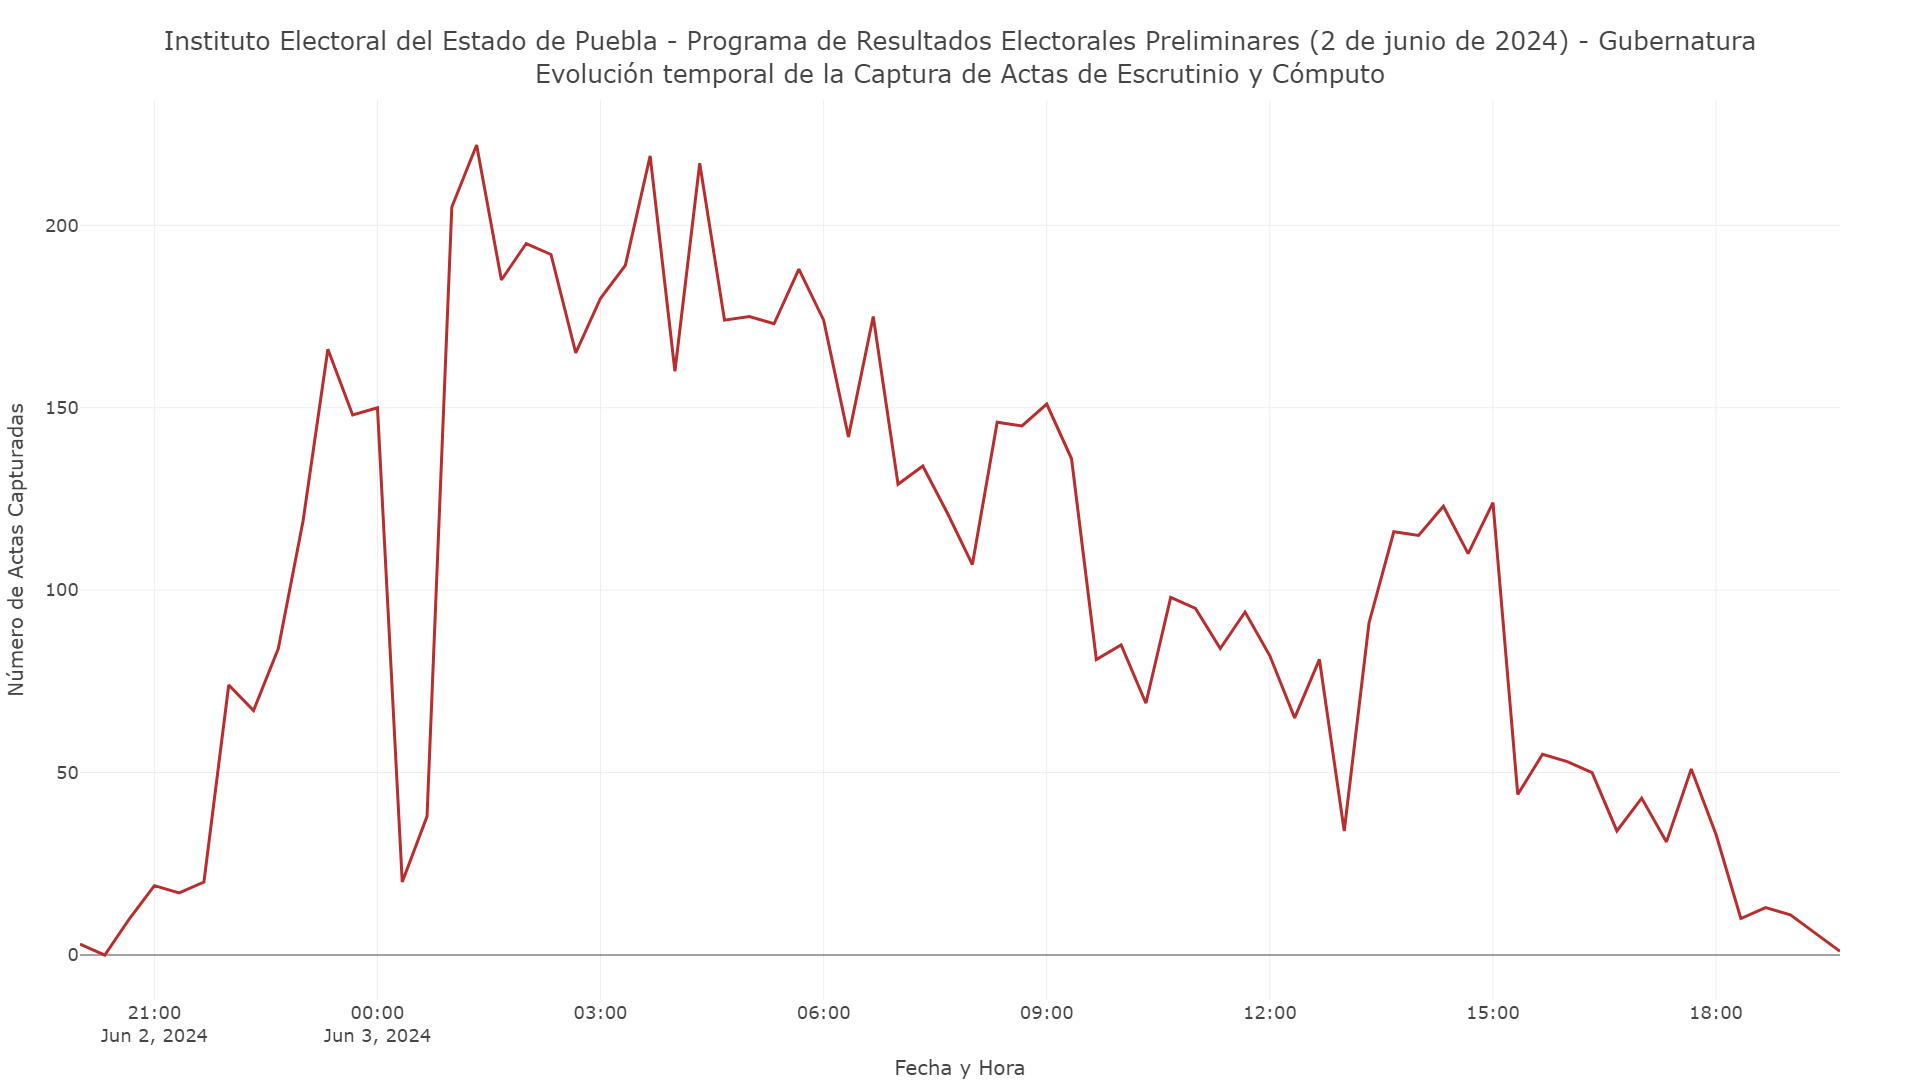 Instituto Electoral del Estado de Puebla - Programa de Resultados Electorales Preliminares (2 de junio de 2024) - Gubernatura
Evolución temporal de la Captura de Actas de Escrutinio y Cómputo
Número de Actas Capturadas
200
150
100
50
0
21:00
Jun 2, 2024
00:00
Jun 3, 2024
03:00
06:00
09:00
12:00
15:00
18:00
Fecha y Hora